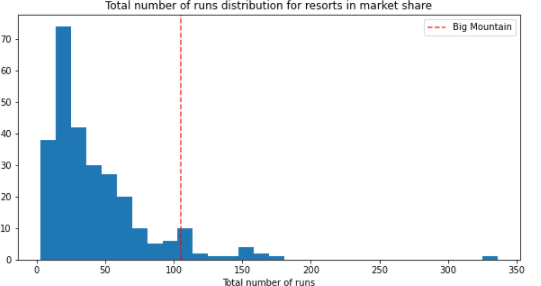 Total number of runs distribution for resorts in market share
Big Mountain
70
60
50
40
30
20
10
0
0 50 100 150 200 250 300 350
Total number of runs